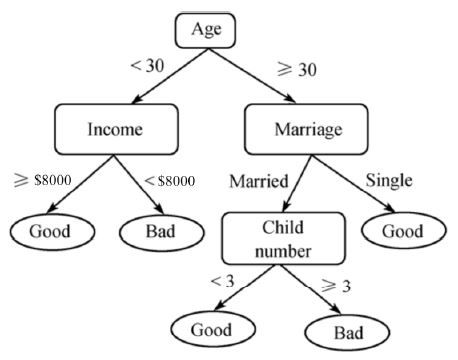 Age
< 30
⩾ 30
Income
Marriage
⩾ $8000
< $8000
Married
Single
Good
Bad
Child
number
Good
< 3
⩾ 3
Good
Bad